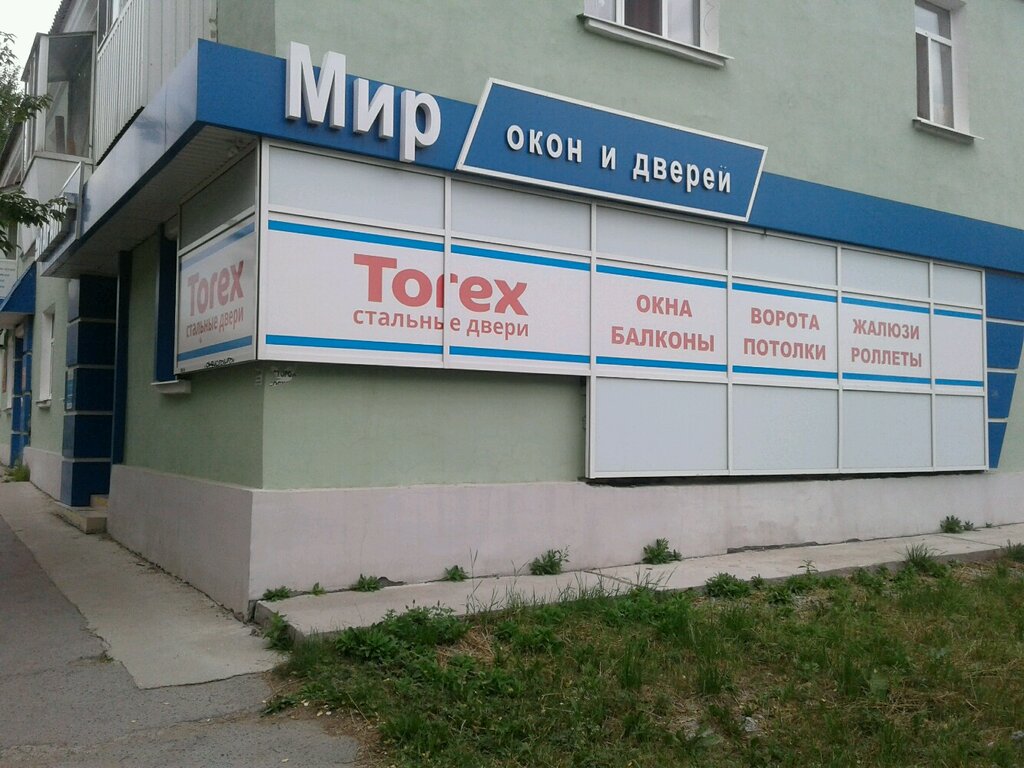 Мир
окон и дверей
Torex
стальные двери
Torex
стальные двери
ОКНА
БАЛКОНЫ
ВОРОТА
ПОТОЛКИ
ЖАЛЮЗИ
РОЛЛЕТЫ